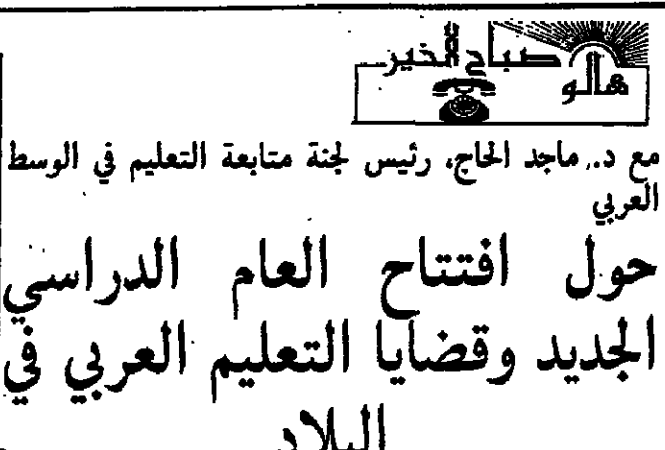 هالو صباح الخير
مع د. ماجد الحاج، رئيس لجنة متابعة التعليم في الوسط
العربي
حول افتتاح العام الدراسي
الجديد وقضايا التعليم العربي في
البلاد